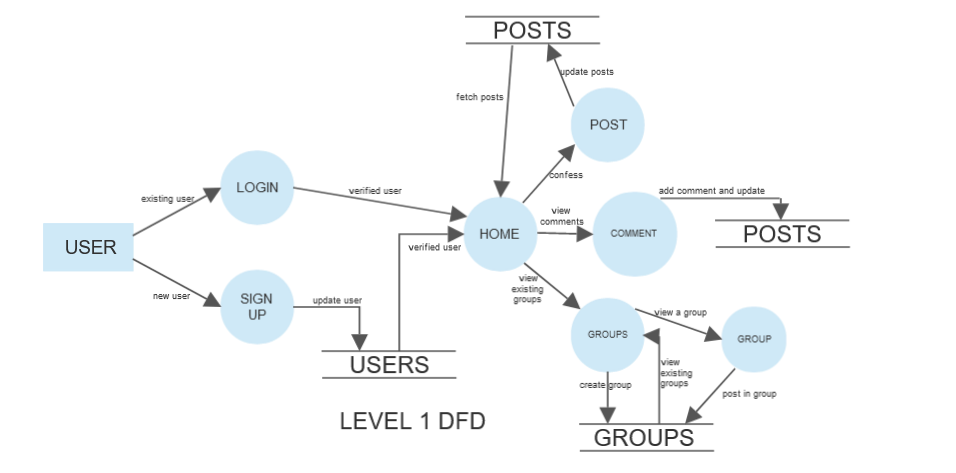 POSTS
update posts
fetch posts
POST
confess
LOGIN
existing user
verified user
add comment and update
view
comments
USER
HOME
COMMENT
POSTS
verified user
new user
SIGN
UP
update user
view
existing
groups
USERS
GROUPS
view a group
GROUP
view
existing
groups
create group
post in group
LEVEL 1 DFD
GROUPS